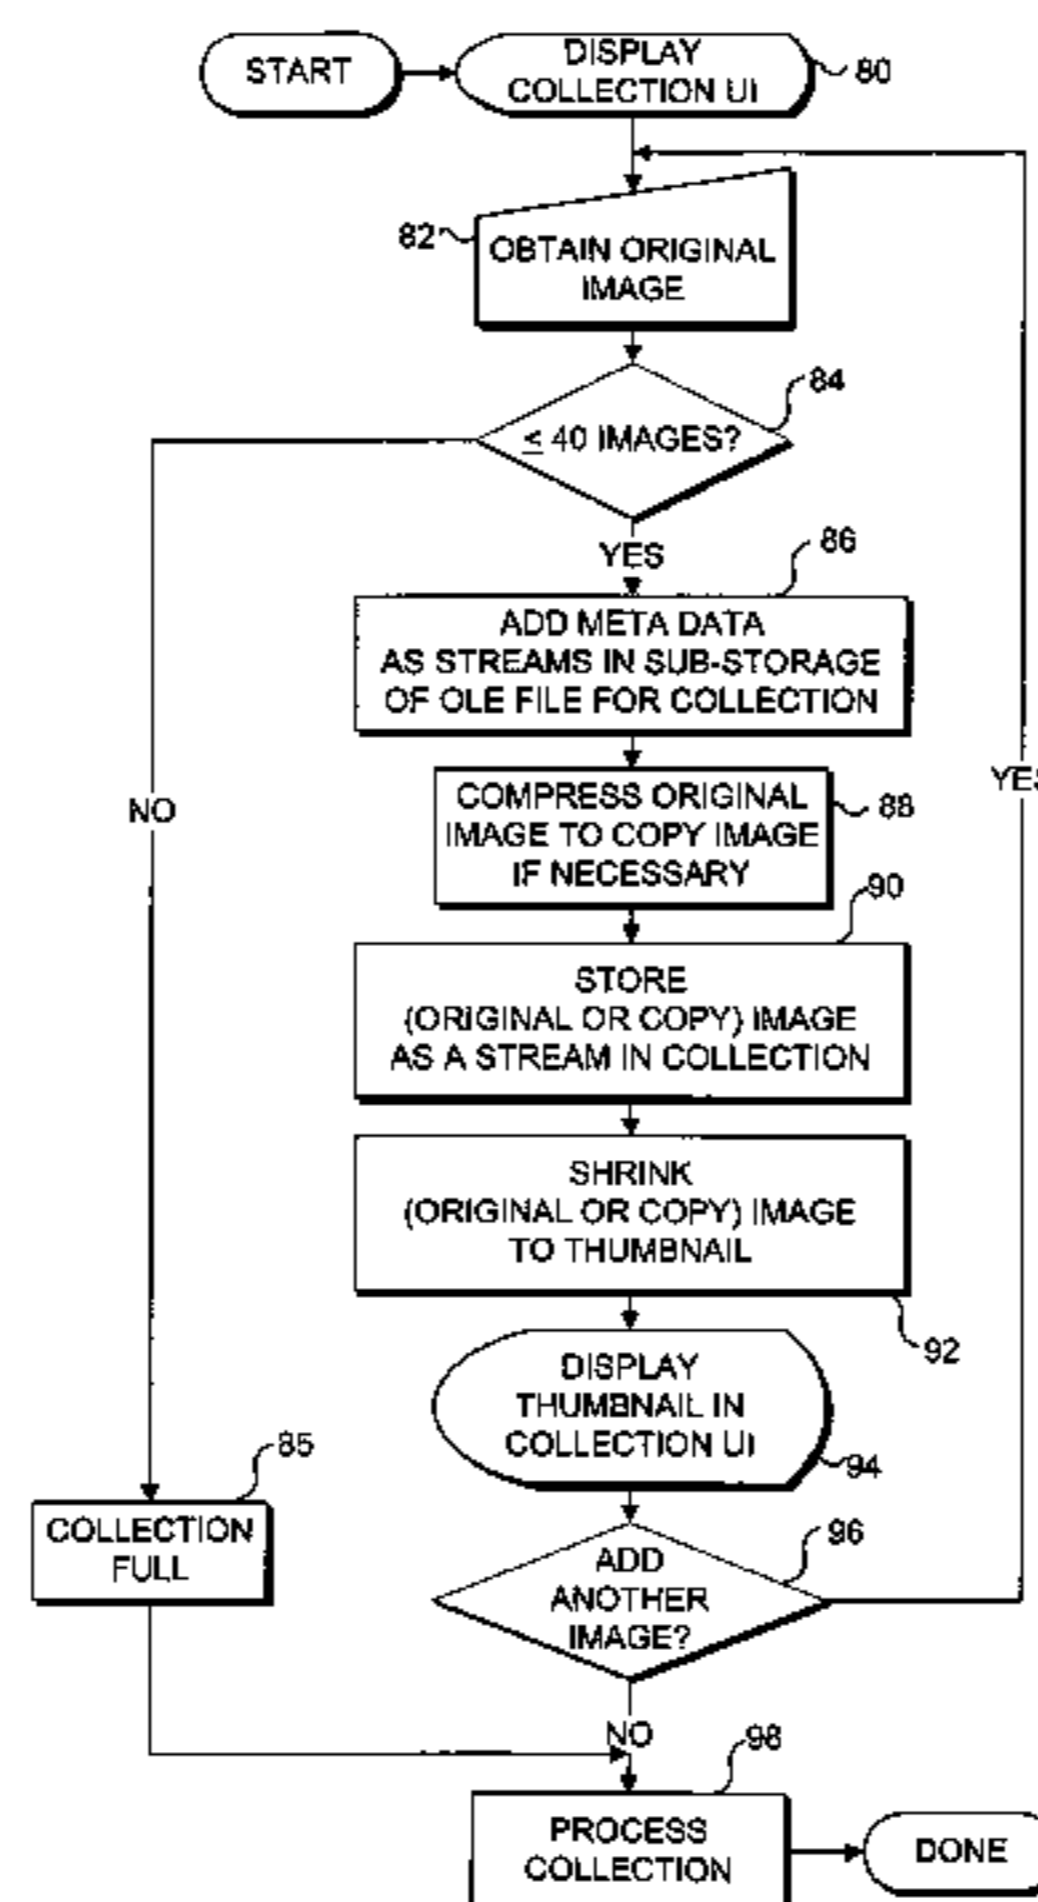 START
DISPLAY
COLLECTION UI
80
82
OBTAIN ORIGINAL
IMAGE
84
≤ 40 IMAGES?
YES
86
ADD META DATA
AS STREAMS IN SUB-STORAGE
OF OLE FILE FOR COLLECTION
YES
NO
COMPRESS ORIGINAL
IMAGE TO COPY IMAGE
IF NECESSARY
88
90
STORE
(ORIGINAL OR COPY) IMAGE
AS A STREAM IN COLLECTION
SHRINK
(ORIGINAL OR COPY) IMAGE
TO THUMBNAIL
92
DISPLAY
THUMBNAIL IN
COLLECTION UI
94
85
COLLECTION
FULL
96
ADD
ANOTHER
IMAGE?
NO
98
PROCESS
COLLECTION
DONE